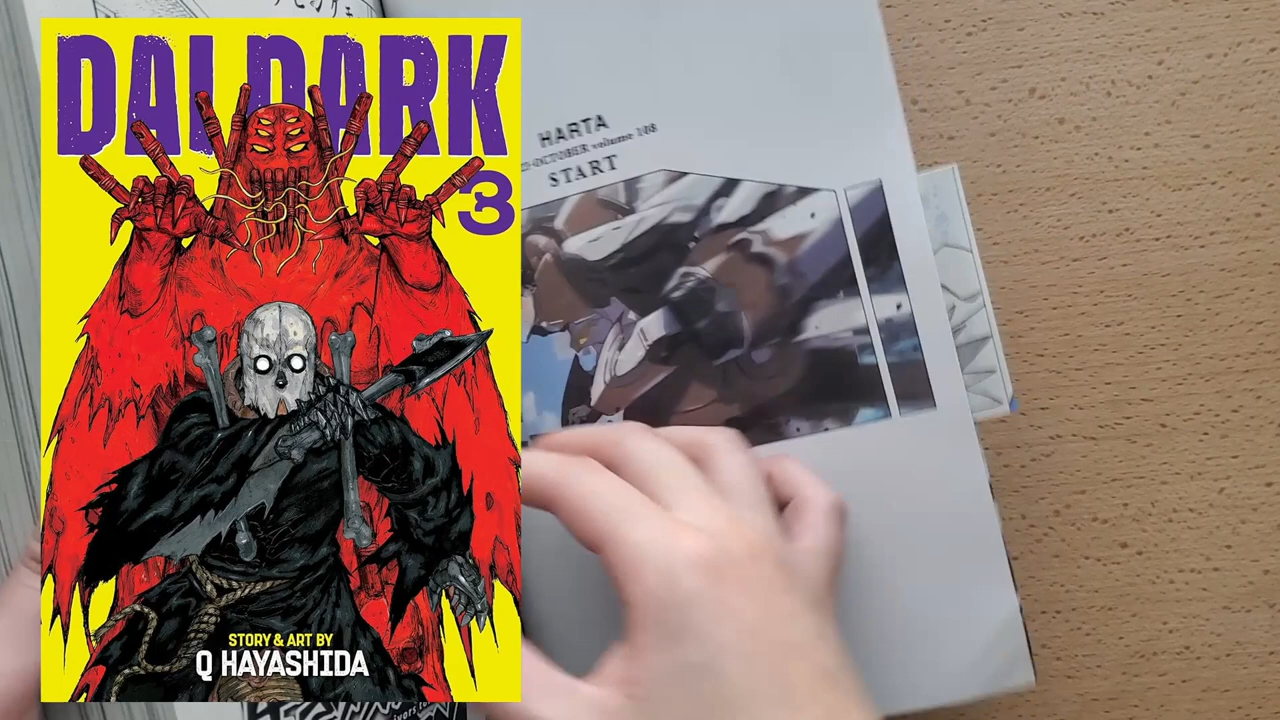 DAI DARK
3
STORY & ART BY
Q HAYASHIDA
HARTA
OCTOBER volume 108
START